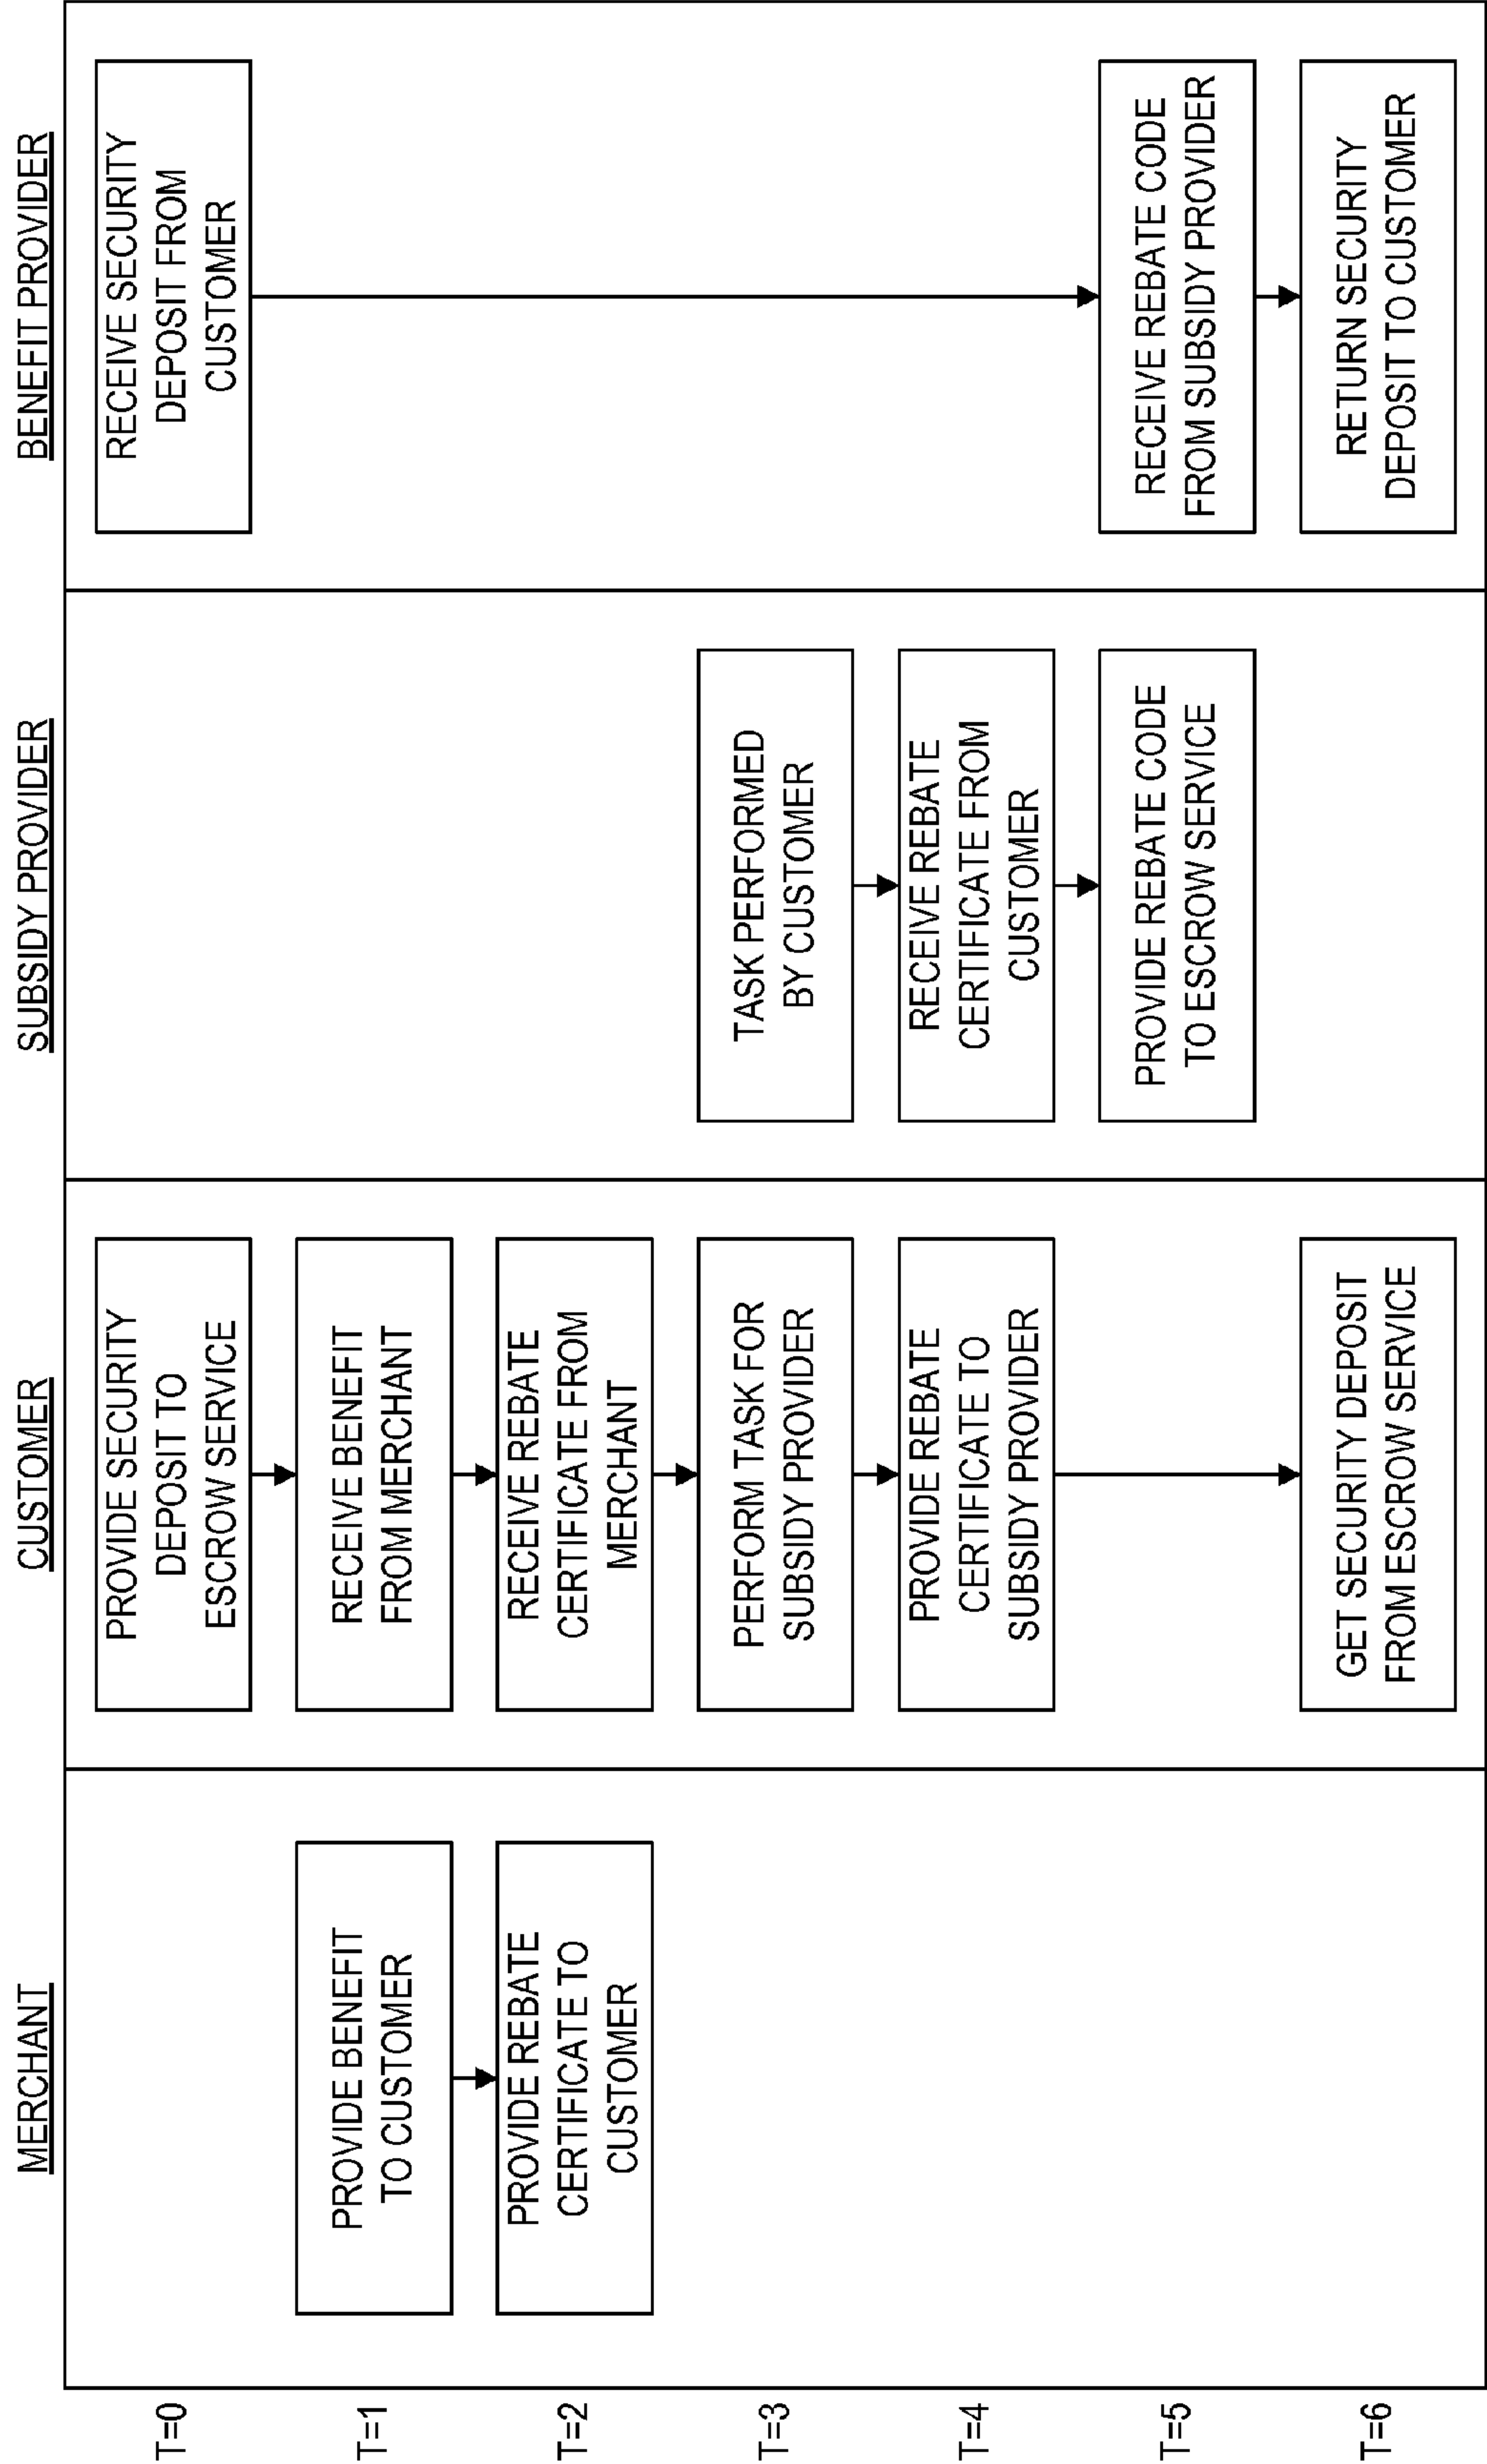 MERCHANT
CUSTOMER
SUBSIDY PROVIDER
BENEFIT PROVIDER
T=0
PROVIDE SECURITY
DEPOSIT TO
ESCROW SERVICE
RECEIVE SECURITY
DEPOSIT FROM
CUSTOMER
T=1
PROVIDE BENEFIT
TO CUSTOMER
RECEIVE BENEFIT
FROM MERCHANT
T=2
PROVIDE REBATE
CERTIFICATE TO
CUSTOMER
RECEIVE REBATE
CERTIFICATE FROM
MERCHANT
T=3
PERFORM TASK FOR
SUBSIDY PROVIDER
TASK PERFORMED
BY CUSTOMER
T=4
PROVIDE REBATE
CERTIFICATE TO
SUBSIDY PROVIDER
RECEIVE REBATE
CERTIFICATE FROM
CUSTOMER
T=5
PROVIDE REBATE CODE
TO ESCROW SERVICE
RECEIVE REBATE CODE
FROM SUBSIDY PROVIDER
T=6
GET SECURITY DEPOSIT
FROM ESCROW SERVICE
RETURN SECURITY
DEPOSIT TO CUSTOMER